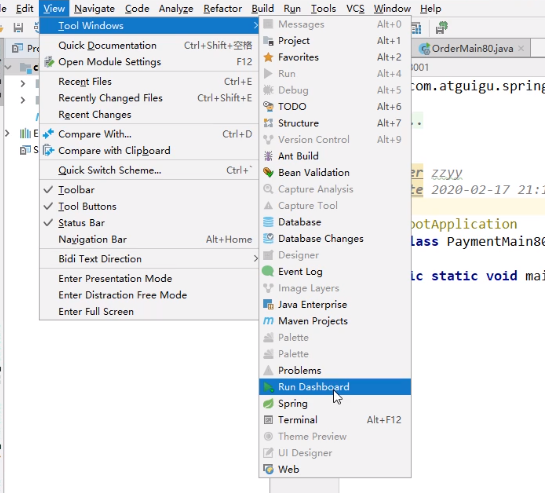 Edit View Navigate Code Analyze Refactor Build Run Tools VCS Window Help
Tool Windows
Quick Documentation Ctrl+Shift+空格
Open Module Settings F12
Recent Files Ctrl+E
Recently Changed Files Ctrl+Shift+E
Recent Changes
Compare With... Ctrl+D
Compare with Clipboard
Quick Switch Scheme... Ctrl+`
Toolbar
Tool Buttons
Status Bar
Navigation Bar Alt+Home
Bidi Text Direction
Enter Presentation Mode
Enter Distraction Free Mode
Enter Full Screen
Messages Alt+0
Project Alt+1
Favorites Alt+2
Run Alt+4
Debug Alt+5
TODO Alt+6
Structure Alt+7
Version Control Alt+9
Ant Build
Bean Validation
Capture Analysis
Capture Tool
Database
Database Changes
Designer
Event Log
Image Layers
Java Enterprise
Maven Projects
Palette
Palette
Problems
Run Dashboard
Spring
Terminal Alt+F12
Theme Preview
UI Designer
Web
OrderMain80.java
8001
com.atguigu.spring
..
er zzyy
te 2020-02-17 21:1
ootApplication
lass PaymentMain80
ic static void mai